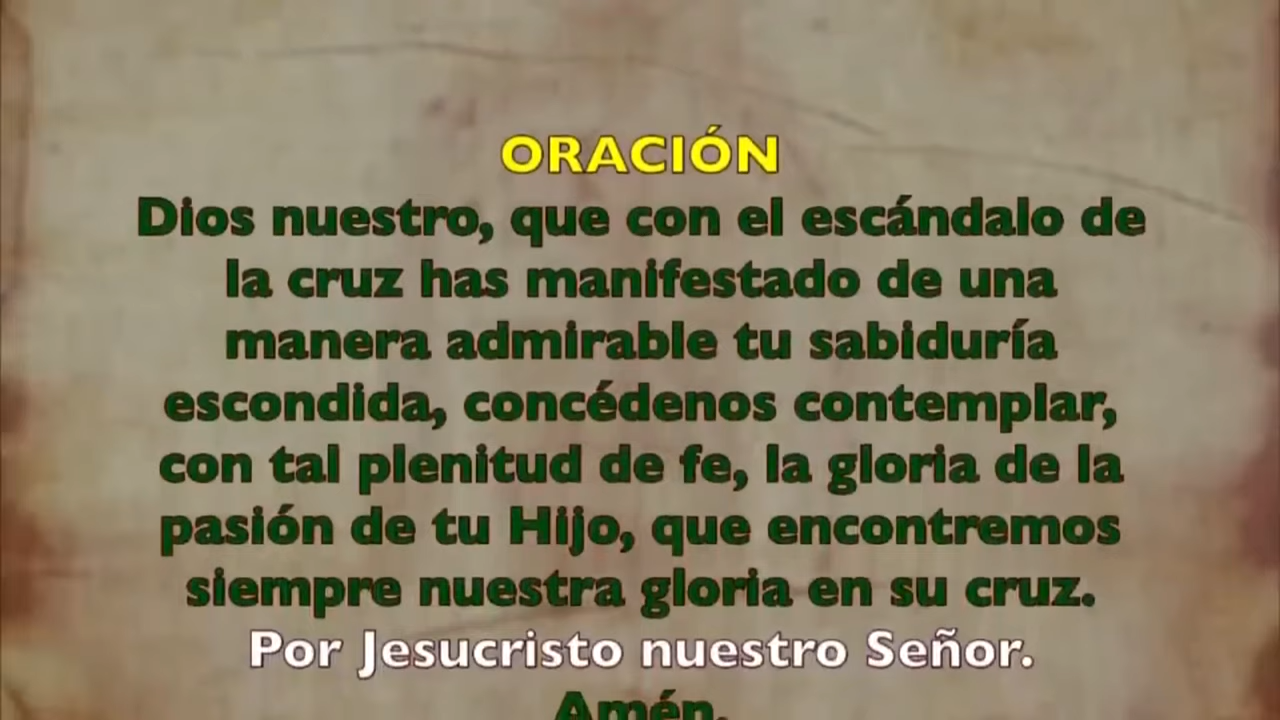 ORACIÓN
Dios nuestro, que con el escándalo de
la cruz has manifestado de una
manera admirable tu sabiduría
escondida, concédenos contemplar,
con tal plenitud de fe, la gloria de la
pasión de tu Hijo, que encontremos
siempre nuestra gloria en su cruz.
Por Jesucristo nuestro Señor.
Amén.